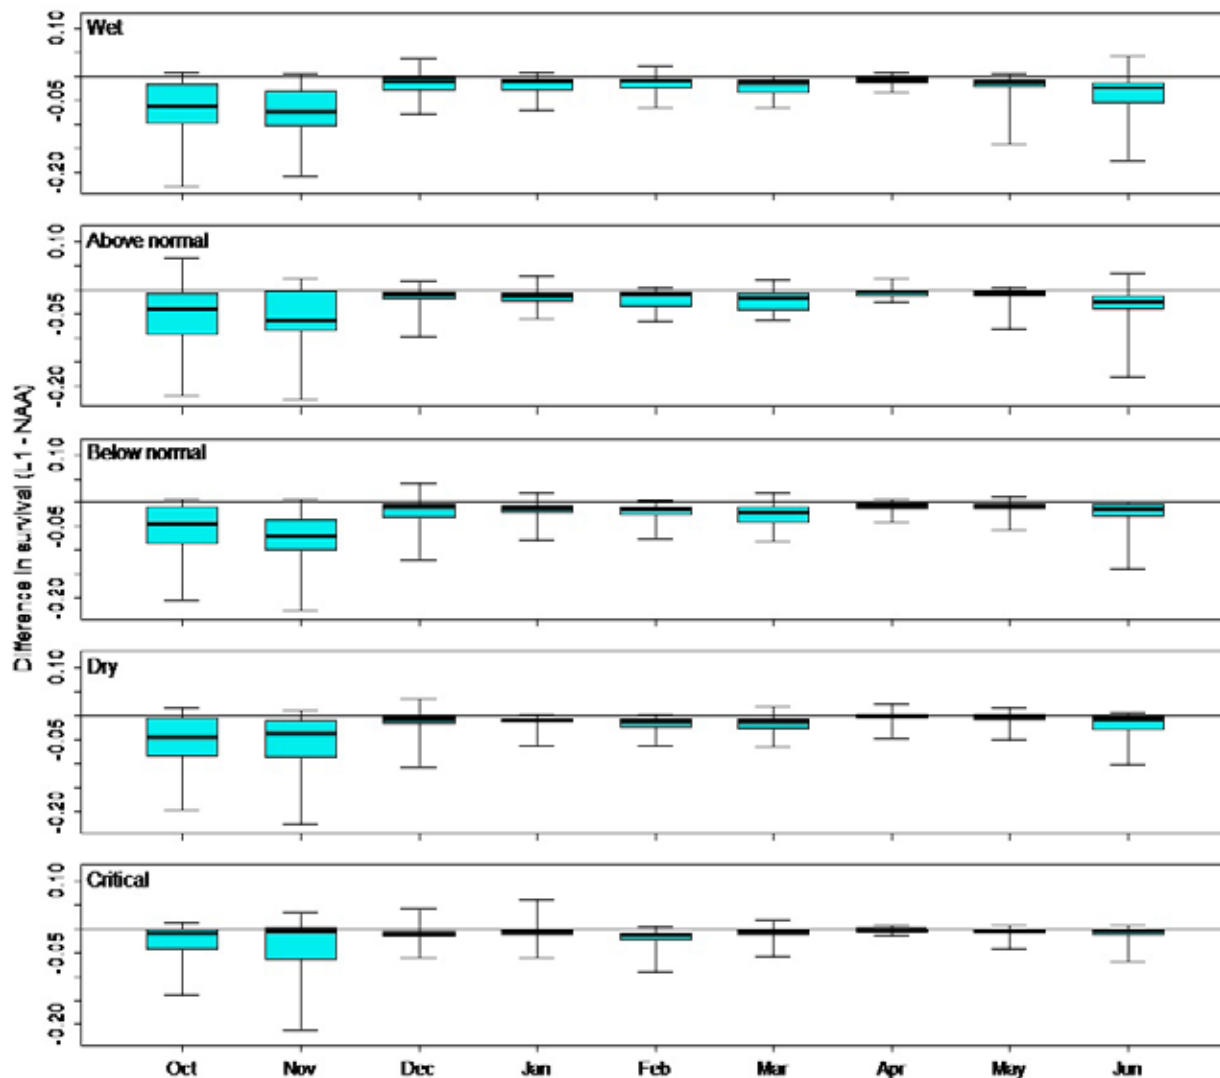 Difference in survival (L1 - NAA)
Wet
0.10
-0.05
-0.20
Above normal
0.10
-0.05
-0.20
Below normal
0.10
-0.05
-0.20
Dry
0.10
-0.05
-0.20
Critical
0.10
-0.05
-0.20
Oct Nov Dec Jan Feb Mar Apr May Jun